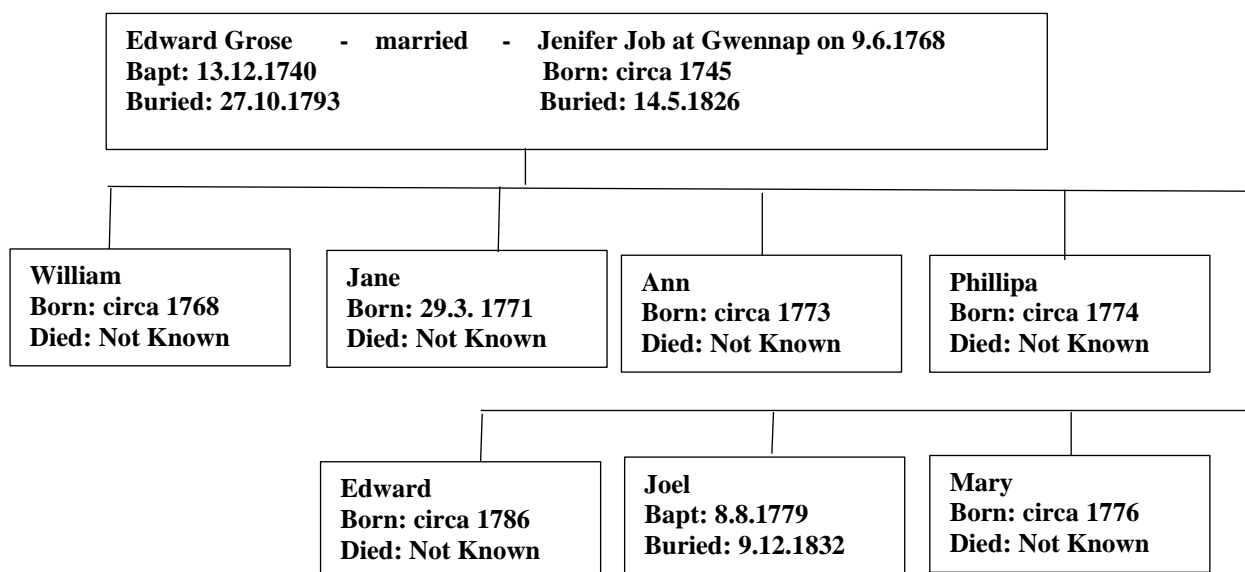 Edward Grose - married - Jenifer Job at Gwennap on 9.6.1768
Bapt: 13.12.1740 Born: circa 1745
Buried: 27.10.1793 Buried: 14.5.1826
William
Born: circa 1768
Died: Not Known
Jane
Born: 29.3. 1771
Died: Not Known
Ann
Born: circa 1773
Died: Not Known
Phillipa
Born: circa 1774
Died: Not Known
Edward
Born: circa 1786
Died: Not Known
Joel
Bapt: 8.8.1779
Buried: 9.12.1832
Mary
Born: circa 1776
Died: Not Known